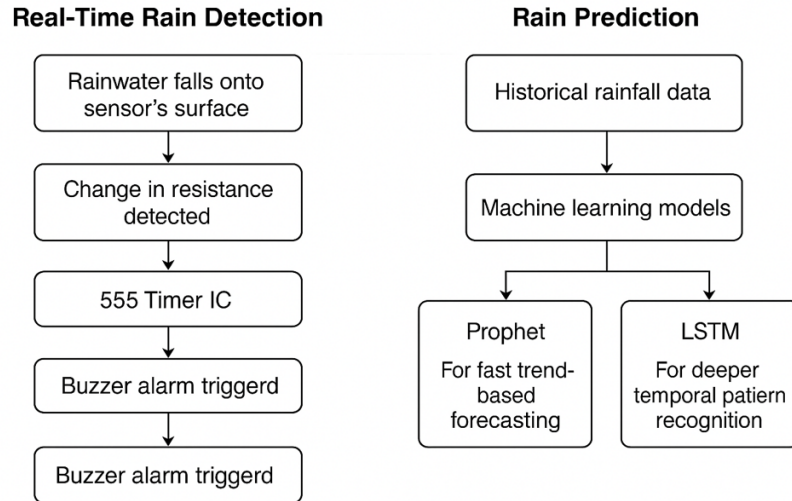 Real-Time Rain Detection
Rainwater falls onto
sensor's surface
Change in resistance
detected
555 Timer IC
Buzzer alarm triggerd
Buzzer alarm triggerd
Rain Prediction
Historical rainfall data
Machine learning models
Prophet
For fast trend-
based
forecasting
LSTM
For deeper
temporal patiern
recognition